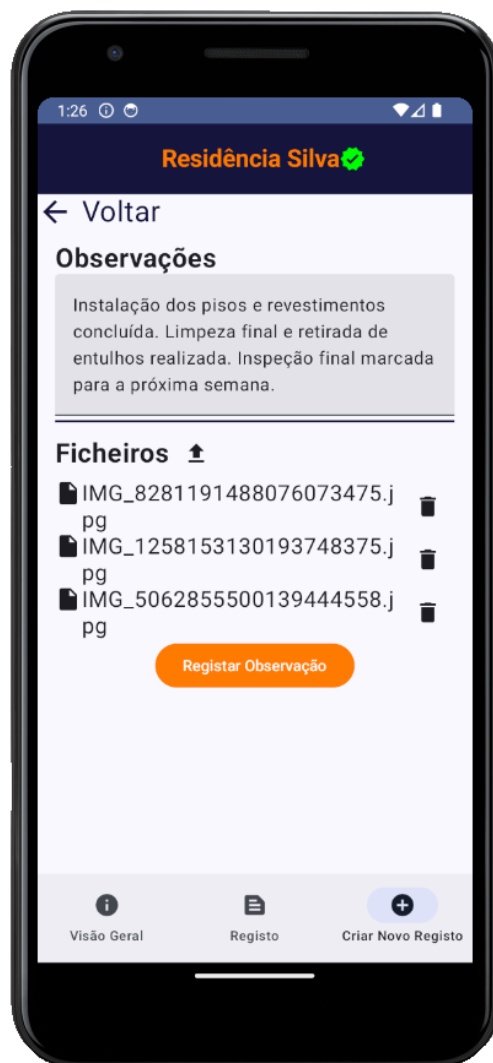 1:26
Residência Silva
Voltar
Observações
Instalação dos pisos e revestimentos
concluída. Limpeza final e retirada de
entulhos realizada. Inspeção final marcada
para a próxima semana.
Ficheiros
IMG_8281191488076073475.j
pg
IMG_1258153130193748375.j
pg
IMG_5062855500139444558.j
pg
Registar Observação
Visão Geral
Registo
Criar Novo Registo